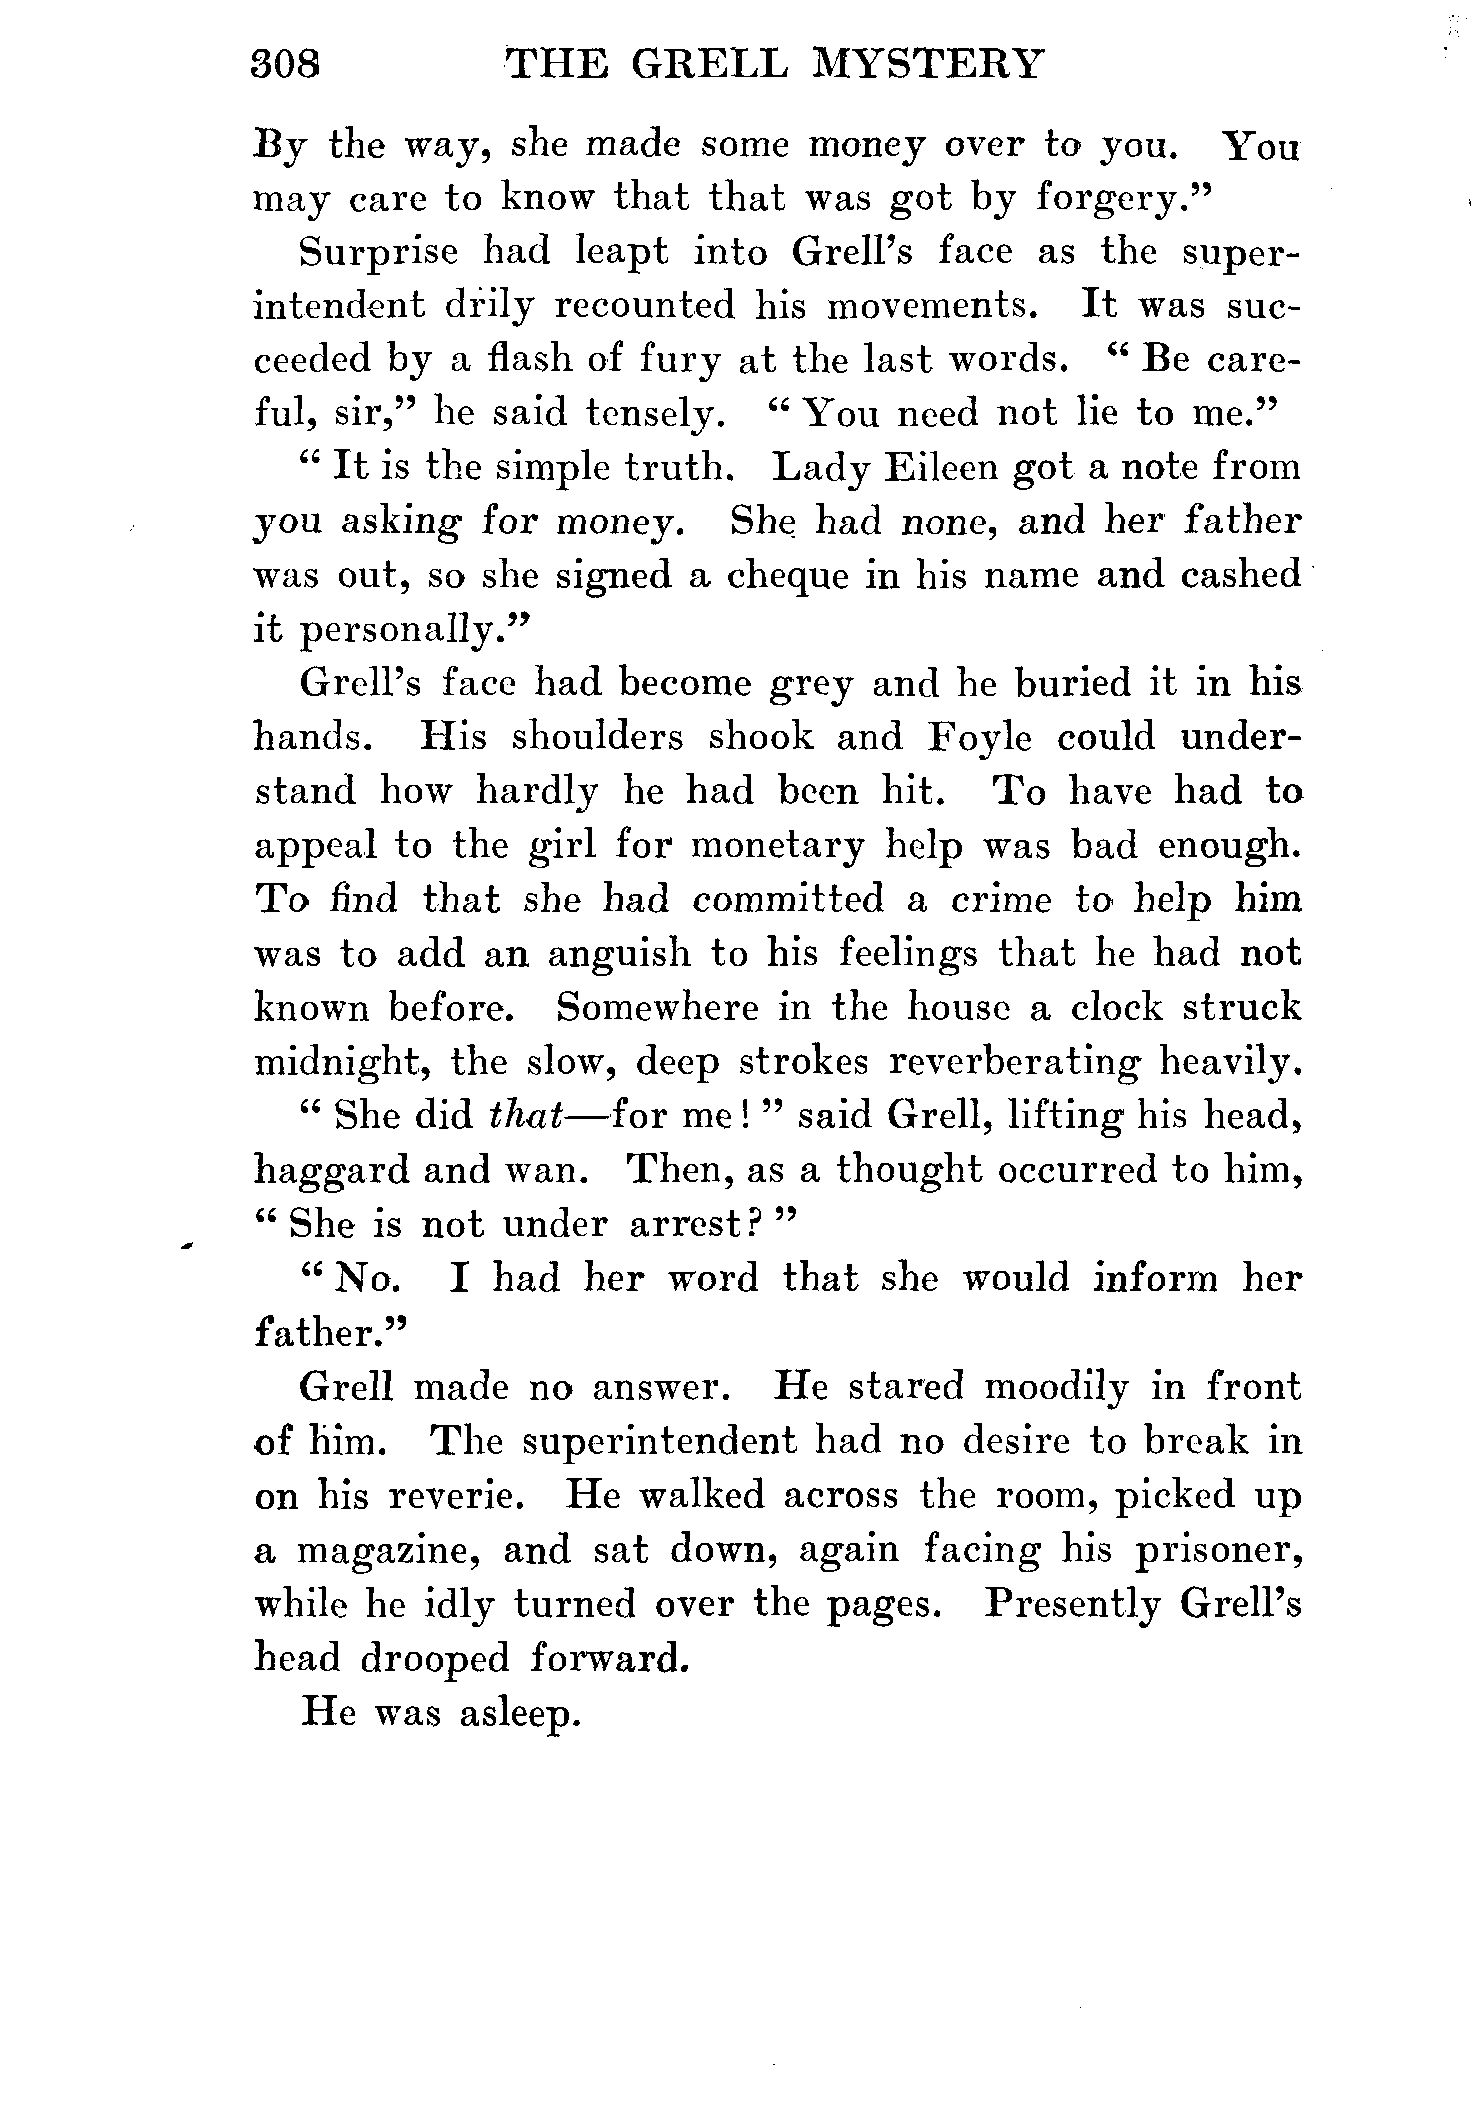 308 THE GRELL MYSTERY
By the way, she made some money over to you. You
may care to know that that was got by forgery.”
Surprise had leapt into Grell’s face as the super-
intendent drily recounted his movements. It was suc-
ceeded by a flash of fury at the last words. “ Be care-
ful, sir,” he said tensely. “ You need not lie to me.”
“ It is the simple truth. Lady Eileen got a note from
you asking for money. She had none, and her father
was out, so she signed a cheque in his name and cashed
it personally.”
Grell’s face had become grey and he buried it in his
hands. His shoulders shook and Foyle could under-
stand how hardly he had been hit. To have had to
appeal to the girl for monetary help was bad enough.
To find that she had committed a crime to help him
was to add an anguish to his feelings that he had not
known before. Somewhere in the house a clock struck
midnight, the slow, deep strokes reverberating heavily.
“ She did that—for me! ” said Grell, lifting his head,
haggard and wan. Then, as a thought occurred to him,
“ She is not under arrest? ”
“ No. I had her word that she would inform her
father.”
Grell made no answer. He stared moodily in front
of him. The superintendent had no desire to break in
on his reverie. He walked across the room, picked up
a magazine, and sat down, again facing his prisoner,
while he idly turned over the pages. Presently Grell’s
head drooped forward.
He was asleep.